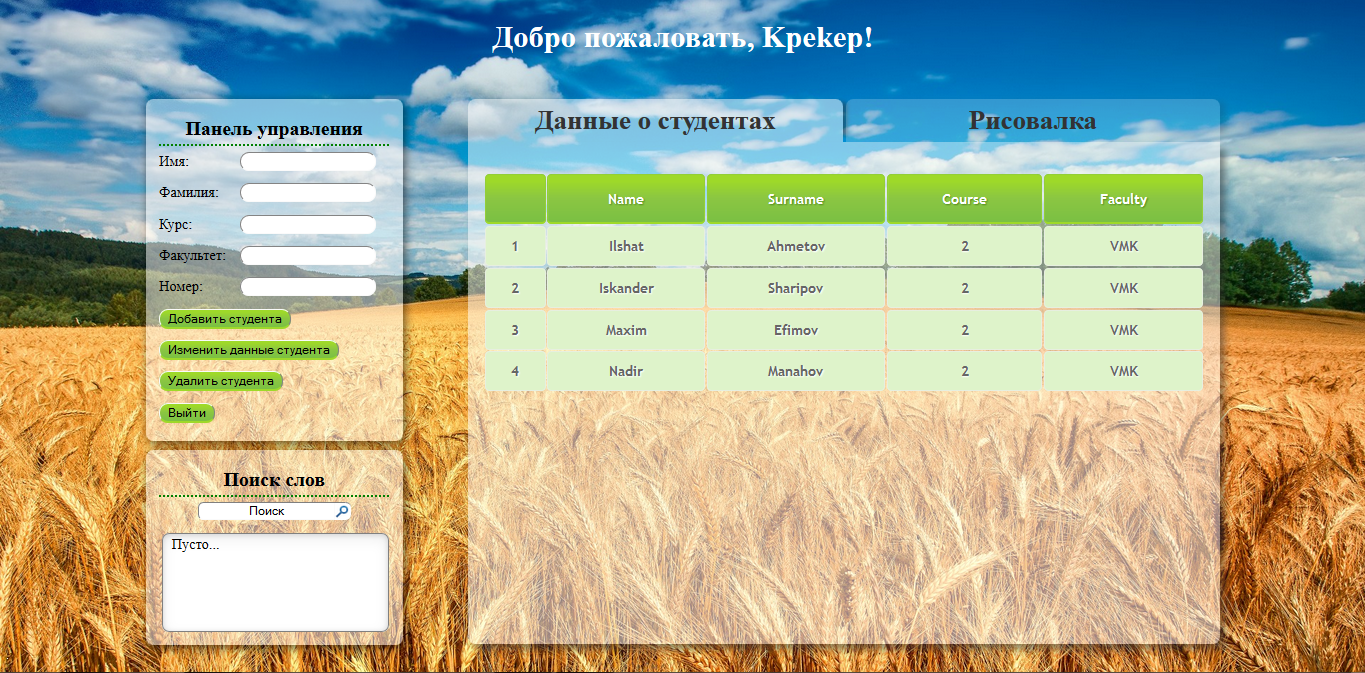 Добро пожаловать, Kpekep!
Панель управления
Имя:
Фамилия:
Курс:
Факультет:
Номер:
Добавить студента
Изменить данные студента
Удалить студента
Выйти
Поиск слов
Поиск
Пусто...
Данные о студентах
Рисовалка
Name Surname Course Faculty
1 Ilshat Ahmetov 2 VMK
2 Iskander Sharipov 2 VMK
3 Maxim Efimov 2 VMK
4 Nadir Manahov 2 VMK